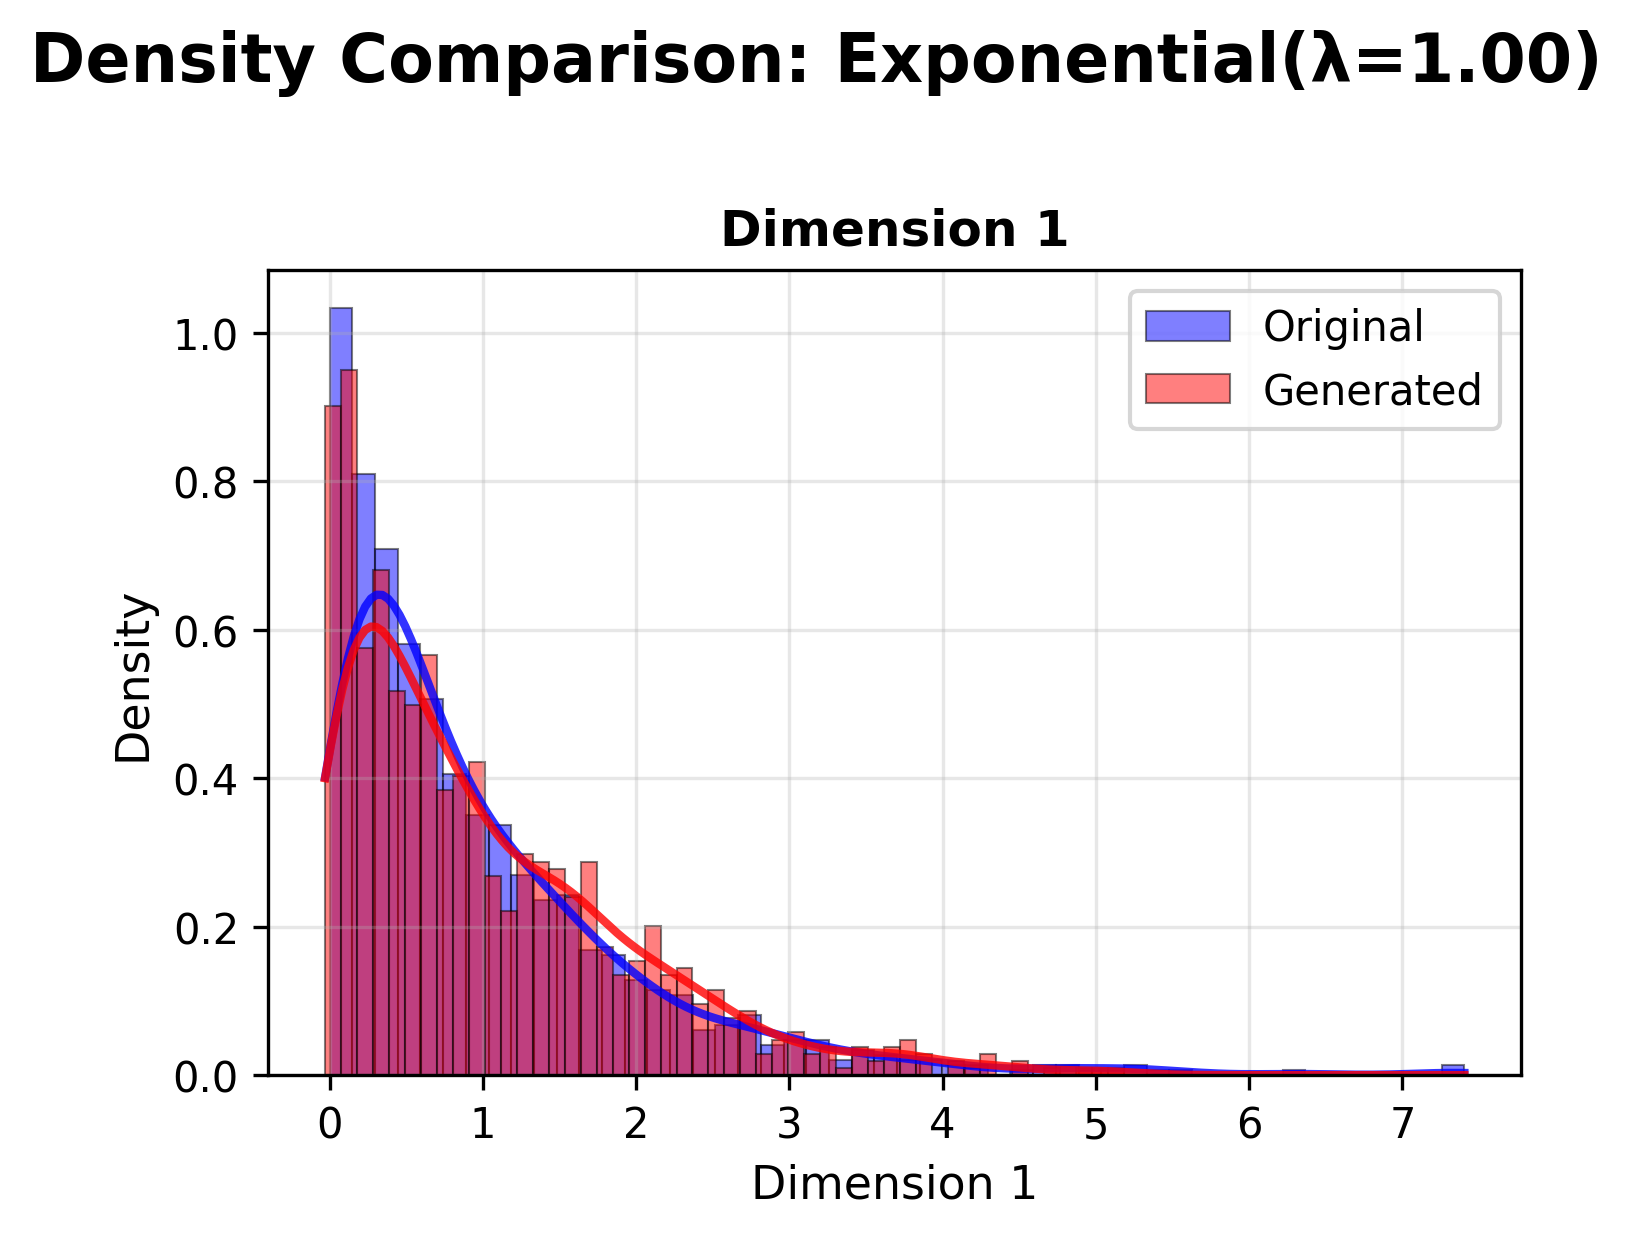 Density Comparison: Exponential(λ=1.00)
Dimension 1
Original
Generated
Density
1.0
0.8
0.6
0.4
0.2
0.0
0 1 2 3 4 5 6 7
Dimension 1